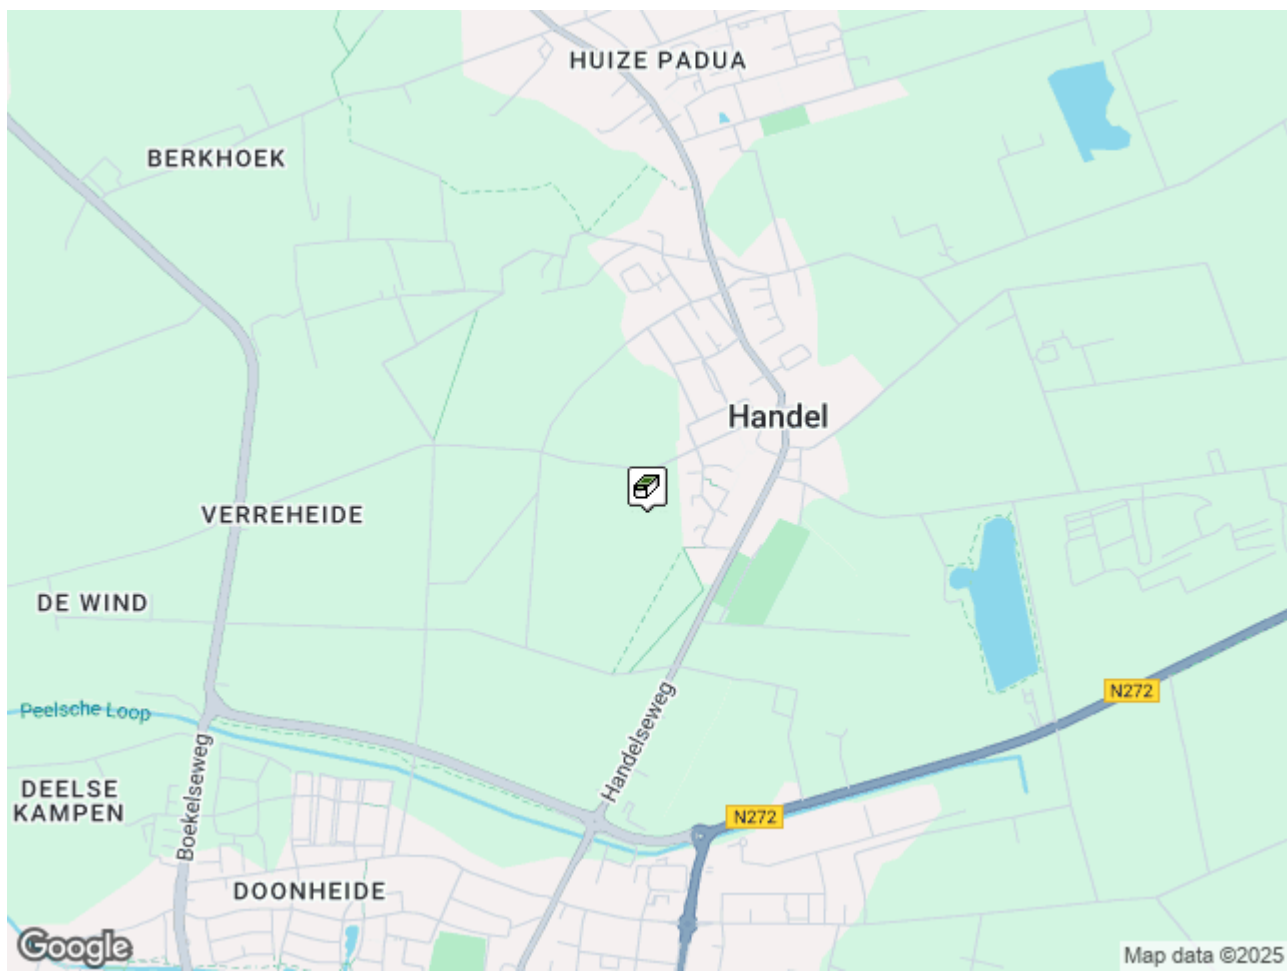 HUIZE PADUA
BERKHOEK
Handel
VERREHEIDE
DE WIND
N272
Peelsche Loop
Handelseweg
Boekelseweg
DEELSE
KAMPEN
N272
DOONHEIDE
Google
Map data ©2025